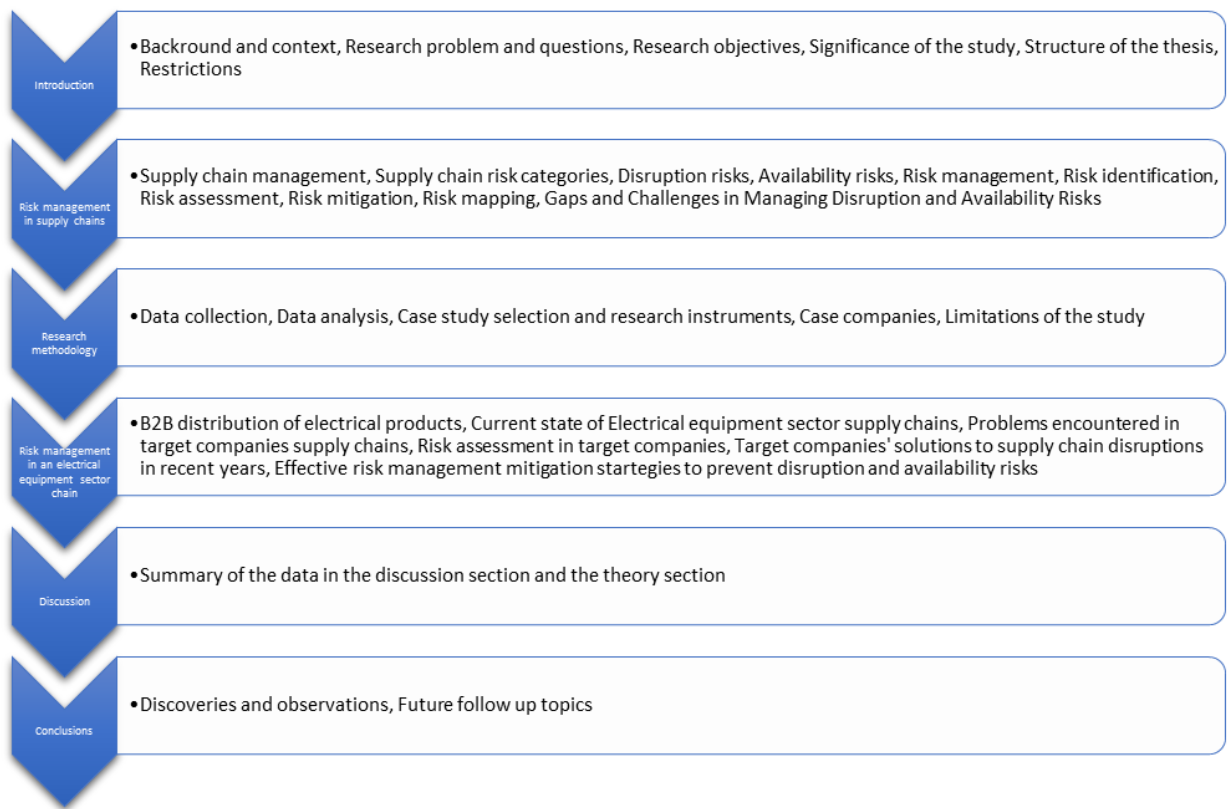 Introduction
•Backround and context, Research problem and questions, Research objectives, Significance of the study, Structure of the thesis,
Restrictions
Risk management
in supply chains
•Supply chain management, Supply chain risk categories, Disruption risks, Availability risks, Risk management, Risk identification,
Risk assessment, Risk mitigation, Risk mapping, Gaps and Challenges in Managing Disruption and Availability Risks
Research
methodology
•Data collection, Data analysis, Case study selection and research instruments, Case companies, Limitations of the study
Risk management
in an electrical
equipment sector
chain
•B2B distribution of electrical products, Current state of Electrical equipment sector supply chains, Problems encountered in
target companies supply chains, Risk assessment in target companies, Target companies' solutions to supply chain disruptions
in recent years, Effective risk management mitigation startegies to prevent disruption and availability risks
Discussion
•Summary of the data in the discussion section and the theory section
Conclusions
•Discoveries and observations, Future follow up topics